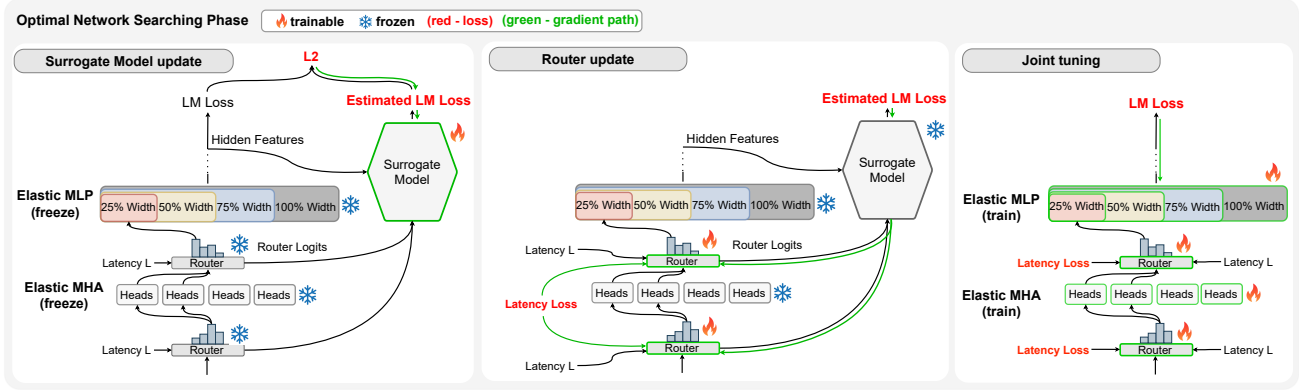 Optimal Network Searching Phase
trainable
frozen
(red - loss)
(green - gradient path)
Surrogate Model update
L2
LM Loss
Estimated LM Loss
Hidden Features
Surrogate
Model
Elastic MLP
(freeze)
25% Width
50% Width
75% Width
100% Width
Router Logits
Latency L
Router
Elastic MHA
(freeze)
Heads
Heads
Heads
Heads
Latency L
Router
Router update
Estimated LM Loss
Hidden Features
Surrogate
Model
25% Width
50% Width
75% Width
100% Width
Router Logits
Latency L
Router
Latency Loss
Heads
Heads
Heads
Heads
Latency L
Router
Joint tuning
LM Loss
Elastic MLP
(train)
25% Width
50% Width
75% Width
100% Width
Latency Loss
Router
Latency L
Elastic MHA
(train)
Heads
Heads
Heads
Heads
Latency Loss
Router
Latency L